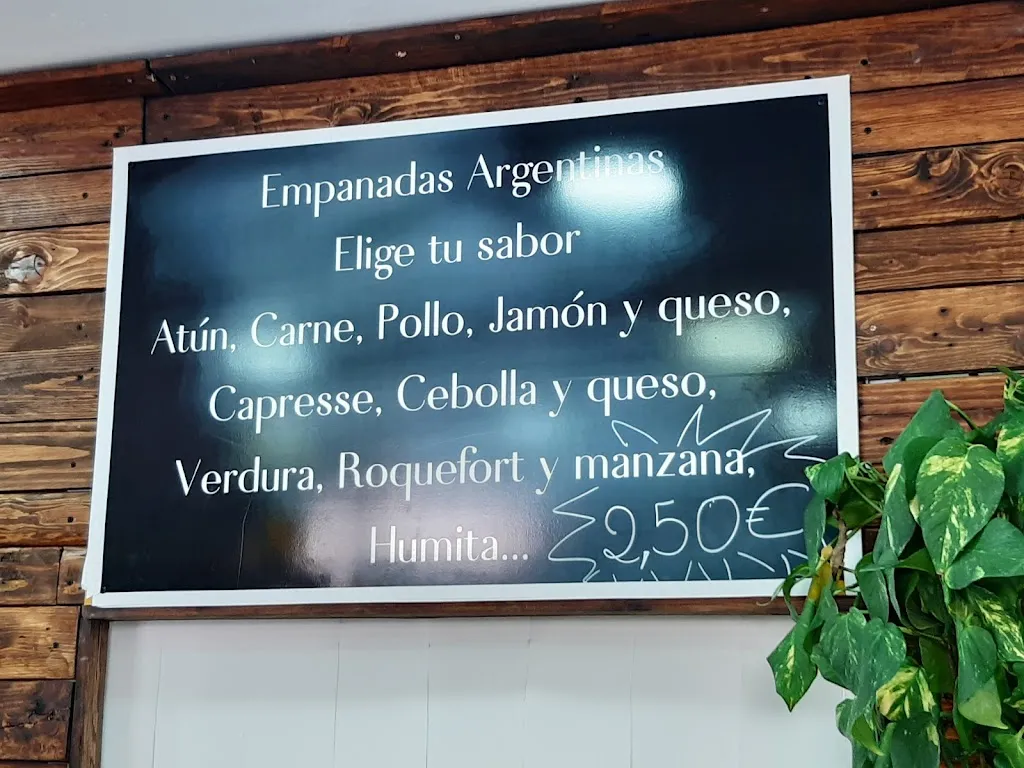 Empanadas Argentinas
Elige tu sabor
Atún, Carne, Pollo, Jamón y queso,
Capresse, Cebolla y queso,
Verdura, Roquefort y manzana,
Humita...
2,50€